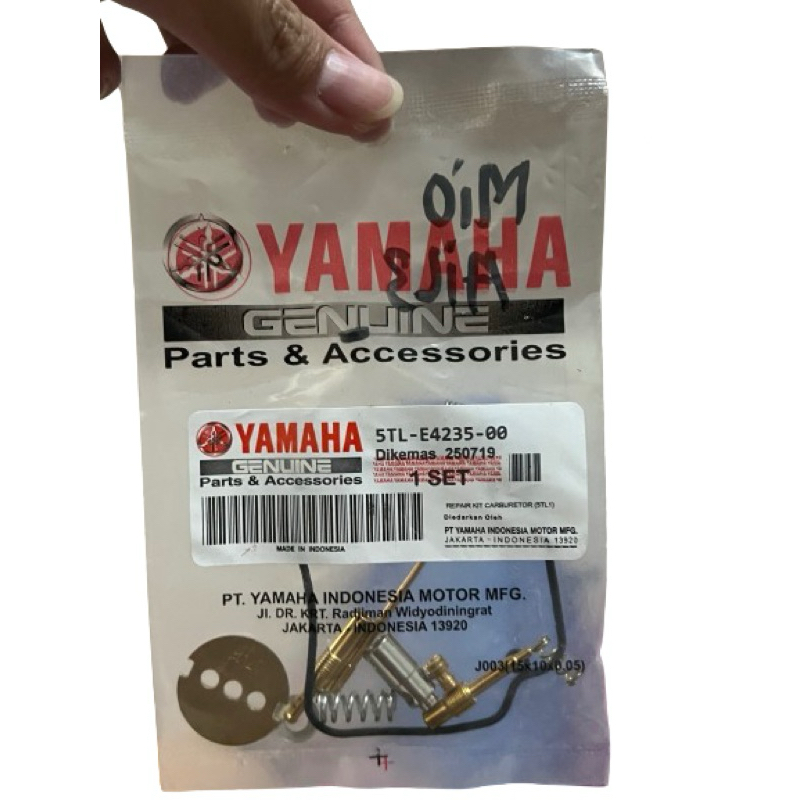 MiO
YAMAHA
GENUINE
Parts & Accessories
YAMAHA
GENUINE
Parts & Accessories
MADE IN INDONESIA
5TL-E4235-00
Dikemas 250719
1 SET
REPAIR KIT CARBURETOR (5TL1)
Diedarkan Oleh
PT YAMAHA INDONESIA MOTOR MFG.
JAKARTA - INDONESIA 13920
PT. YAMAHA INDONESIA MOTOR MFG.
Jl. DR. KRT. Radjiman Widyodiningrat
JAKARTA - INDONESIA 13920
J003(15x10x0.05)